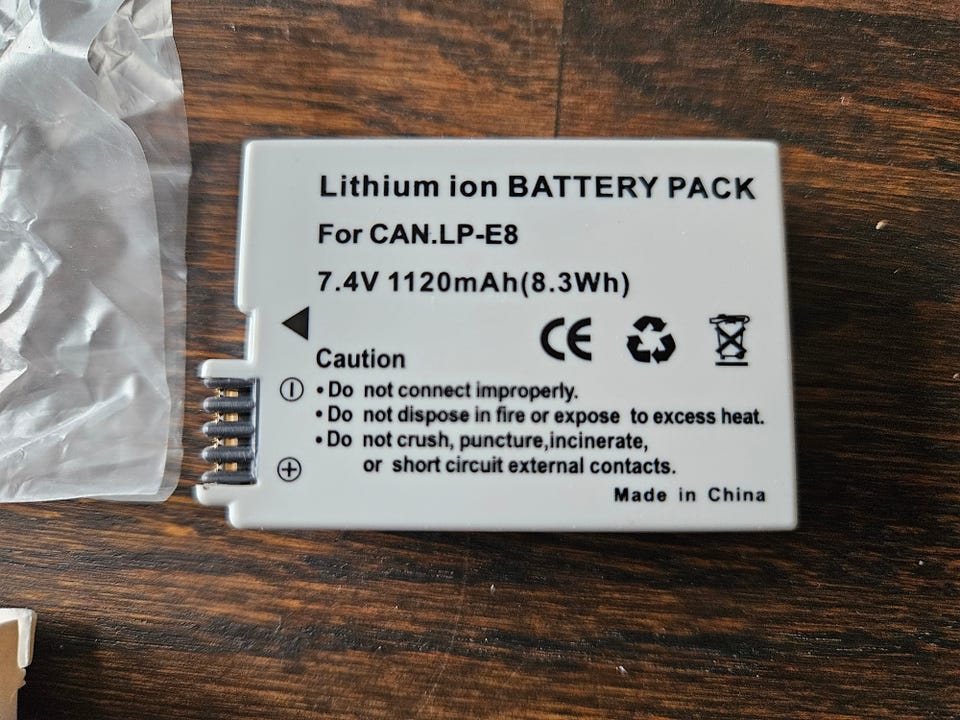 Lithium ion BATTERY PACK
For CAN.LP-E8
7.4V 1120mAh(8.3Wh)
CE
Caution
• Do not connect improperly.
• Do not dispose in fire or expose to excess heat.
• Do not crush, puncture,incinerate,
or short circuit external contacts.
Made in China